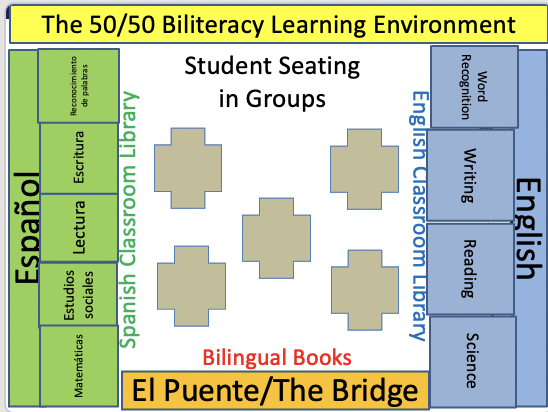 The 50/50 Biliteracy Learning Environment
Student Seating
in Groups
Español
Reconocimiento
de palabras
Escritura
Lectura
Estudios
sociales
Matemáticas
Spanish Classroom Library
English Classroom Library
Word
Recognition
Writing
Reading
Science
English
Bilingual Books
El Puente/The Bridge